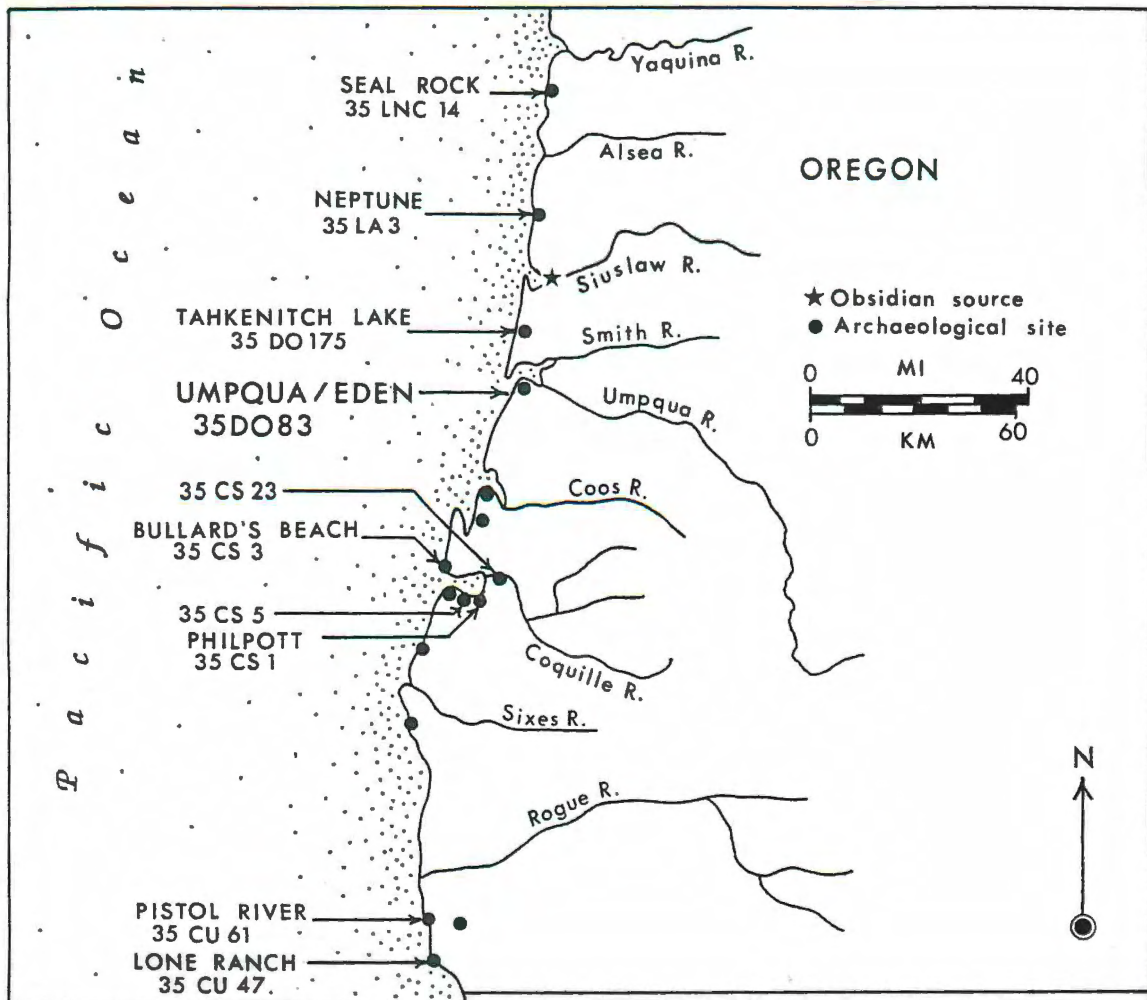 Yaquina R.
SEAL ROCK
35 LNC 14
Alsea R.
OREGON
NEPTUNE
35 LA 3
Siuslaw R.
★ Obsidian source
● Archaeological site
TAHKENITCH LAKE
35 DO 175
Smith R.
0 MI 40
0 KM 60
UMPQUA / EDEN
35DO83
Umpqua R.
Pacific Ocean
35 CS 23
Coos R.
BULLARD'S BEACH
35 CS 3
35 CS 5
PHILPOTT
35 CS 1
Coquille R.
Sixes R.
N
Rogue R.
PISTOL RIVER
35 CU 61
LONE RANCH
35 CU 47.